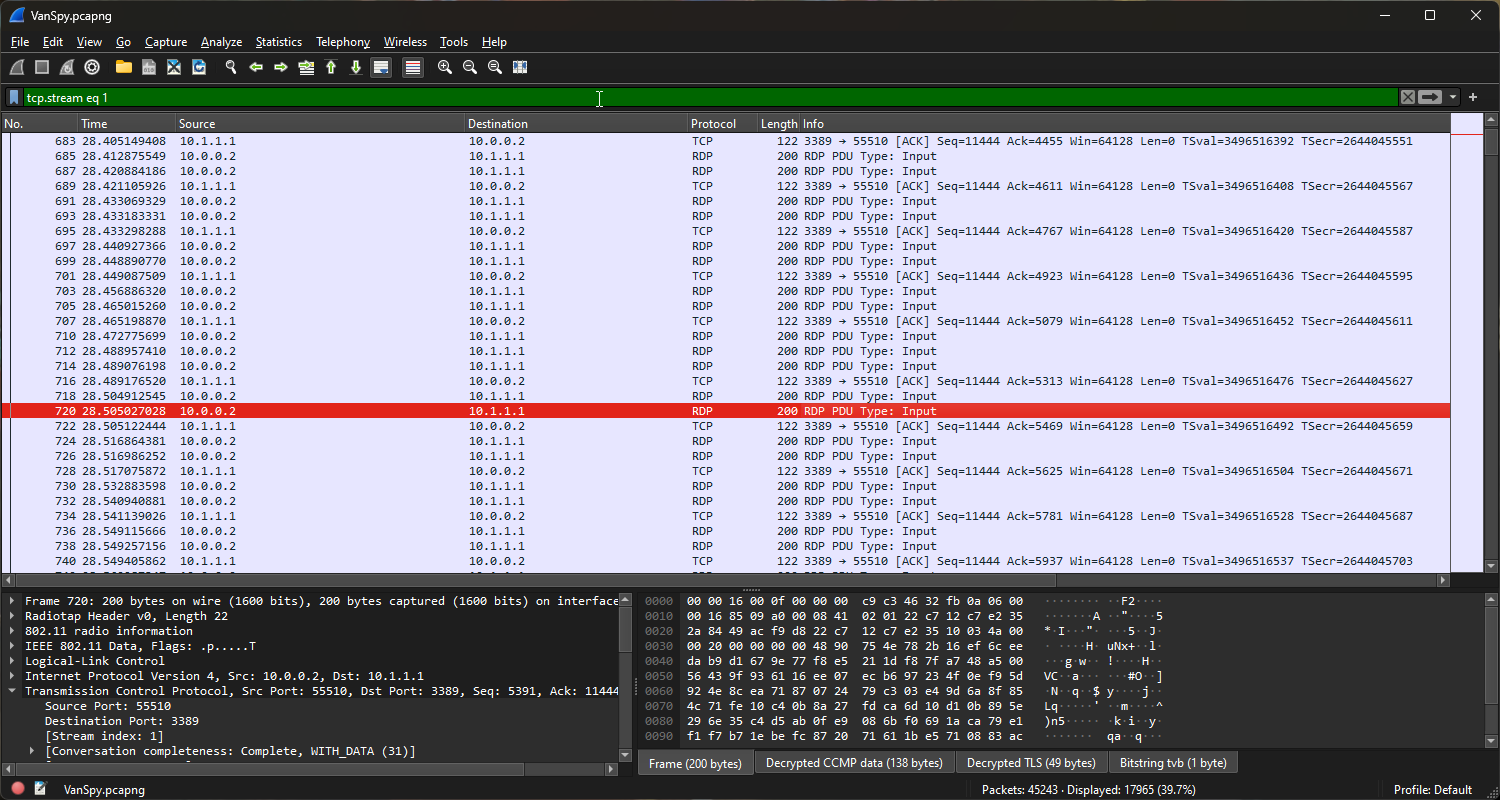 VanSpy.pcapng
File Edit View Go Capture Analyze Statistics Telephony Wireless Tools Help
tcp.stream eq 1
No. Time Source Destination Protocol Length Info
683 28.405149408 10.1.1.1 10.0.0.2 TCP 122 3389 → 55510 [ACK] Seq=11444 Ack=4455 Win=64128 Len=0 TSval=3496516392 TSecr=2644045551
685 28.412875549 10.0.0.2 10.1.1.1 RDP 200 RDP PDU Type: Input
687 28.420884186 10.0.0.2 10.1.1.1 RDP 200 RDP PDU Type: Input
689 28.421105926 10.1.1.1 10.0.0.2 TCP 122 3389 → 55510 [ACK] Seq=11444 Ack=4611 Win=64128 Len=0 TSval=3496516408 TSecr=2644045567
691 28.433069329 10.0.0.2 10.1.1.1 RDP 200 RDP PDU Type: Input
693 28.433183331 10.0.0.2 10.1.1.1 RDP 200 RDP PDU Type: Input
695 28.433298288 10.1.1.1 10.0.0.2 TCP 122 3389 → 55510 [ACK] Seq=11444 Ack=4767 Win=64128 Len=0 TSval=3496516420 TSecr=2644045587
697 28.440927366 10.0.0.2 10.1.1.1 RDP 200 RDP PDU Type: Input
699 28.448890770 10.0.0.2 10.1.1.1 RDP 200 RDP PDU Type: Input
701 28.449087509 10.1.1.1 10.0.0.2 TCP 122 3389 → 55510 [ACK] Seq=11444 Ack=4923 Win=64128 Len=0 TSval=3496516436 TSecr=2644045595
703 28.456886320 10.0.0.2 10.1.1.1 RDP 200 RDP PDU Type: Input
705 28.465015260 10.0.0.2 10.1.1.1 RDP 200 RDP PDU Type: Input
707 28.465198870 10.1.1.1 10.0.0.2 TCP 122 3389 → 55510 [ACK] Seq=11444 Ack=5079 Win=64128 Len=0 TSval=3496516452 TSecr=2644045611
710 28.472775699 10.0.0.2 10.1.1.1 RDP 200 RDP PDU Type: Input
712 28.488957410 10.0.0.2 10.1.1.1 RDP 200 RDP PDU Type: Input
714 28.489076198 10.0.0.2 10.1.1.1 RDP 200 RDP PDU Type: Input
716 28.489176520 10.1.1.1 10.0.0.2 TCP 122 3389 → 55510 [ACK] Seq=11444 Ack=5313 Win=64128 Len=0 TSval=3496516476 TSecr=2644045627
718 28.504912545 10.0.0.2 10.1.1.1 RDP 200 RDP PDU Type: Input
720 28.505027028 10.0.0.2 10.1.1.1 RDP 200 RDP PDU Type: Input
722 28.505122444 10.1.1.1 10.0.0.2 TCP 122 3389 → 55510 [ACK] Seq=11444 Ack=5469 Win=64128 Len=0 TSval=3496516492 TSecr=2644045659
724 28.516864381 10.0.0.2 10.1.1.1 RDP 200 RDP PDU Type: Input
726 28.516986252 10.0.0.2 10.1.1.1 RDP 200 RDP PDU Type: Input
728 28.517075872 10.1.1.1 10.0.0.2 TCP 122 3389 → 55510 [ACK] Seq=11444 Ack=5625 Win=64128 Len=0 TSval=3496516504 TSecr=2644045671
730 28.532883598 10.0.0.2 10.1.1.1 RDP 200 RDP PDU Type: Input
732 28.540940881 10.0.0.2 10.1.1.1 RDP 200 RDP PDU Type: Input
734 28.541139026 10.1.1.1 10.0.0.2 TCP 122 3389 → 55510 [ACK] Seq=11444 Ack=5781 Win=64128 Len=0 TSval=3496516528 TSecr=2644045687
736 28.549115666 10.0.0.2 10.1.1.1 RDP 200 RDP PDU Type: Input
738 28.549257156 10.0.0.2 10.1.1.1 RDP 200 RDP PDU Type: Input
740 28.549405862 10.1.1.1 10.0.0.2 TCP 122 3389 → 55510 [ACK] Seq=11444 Ack=5937 Win=64128 Len=0 TSval=3496516537 TSecr=2644045703
Frame 720: 200 bytes on wire (1600 bits), 200 bytes captured (1600 bits) on interface
Radiotap Header v0, Length 22
802.11 radio information
IEEE 802.11 Data, Flags: .p.....T
Logical-Link Control
Internet Protocol Version 4, Src: 10.0.0.2, Dst: 10.1.1.1
Transmission Control Protocol, Src Port: 55510, Dst Port: 3389, Seq: 5391, Ack: 11444
Source Port: 55510
Destination Port: 3389
[Stream index: 1]
[Conversation completeness: Complete, WITH_DATA (31)]
0000 00 00 16 00 0f 00 00 00 c9 c3 46 32 fb 0a 06 00 ········ ··F2····
0010 00 16 85 09 a0 00 08 41 02 01 22 c7 12 c7 e2 35 ·······A ··"····5
0020 2a 84 49 ac f9 d8 22 c7 12 c7 e2 35 10 03 4a 00 *·I···"· ···5··J·
0030 00 20 00 00 00 00 48 90 75 4e 78 2b 16 ef 6c ee · ····H· uNx+··l·
0040 da b9 d1 67 9e 77 f8 e5 21 1d f8 7f a7 48 a5 00 ···g·w·· !····H··
0050 56 43 9f 93 61 16 ee 07 ec b6 97 23 4f 0e f9 5d VC··a··· ···#O··]
0060 92 4e 8c ea 71 87 07 24 79 c3 03 e4 9d 6a 8f 85 ·N··q··$ y····j··
0070 4c 71 fe 10 c4 0b 8a 27 fd ca 6d 10 d1 0b 89 5e Lq·····' ··m····^
0080 29 6e 35 c4 d5 ab 0f e9 08 6b f0 69 1a ca 79 e1 )n5····· ·k·i··y·
0090 f1 f7 b7 1e be fc 87 20 71 61 1b e5 71 08 83 ac ·······  qa··q···
Frame (200 bytes) Decrypted CCMP data (138 bytes) Decrypted TLS (49 bytes) Bitstring tvb (1 byte)
VanSpy.pcapng Packets: 45243 · Displayed: 17965 (39.7%) Profile: Default